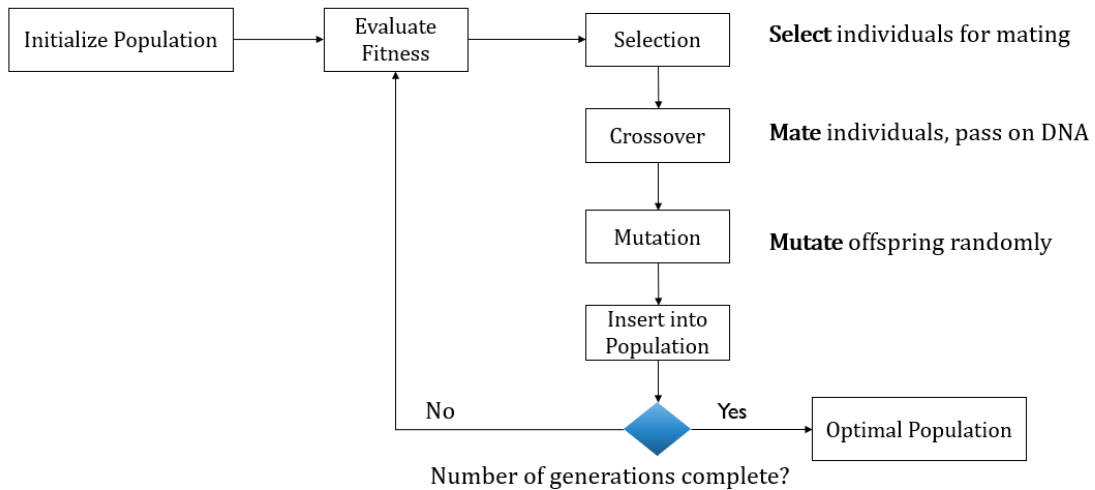 Initialize Population
Evaluate
Fitness
Selection
Select individuals for mating
Crossover
Mate individuals, pass on DNA
Mutation
Mutate offspring randomly
Insert into
Population
No
Yes
Optimal Population
Number of generations complete?